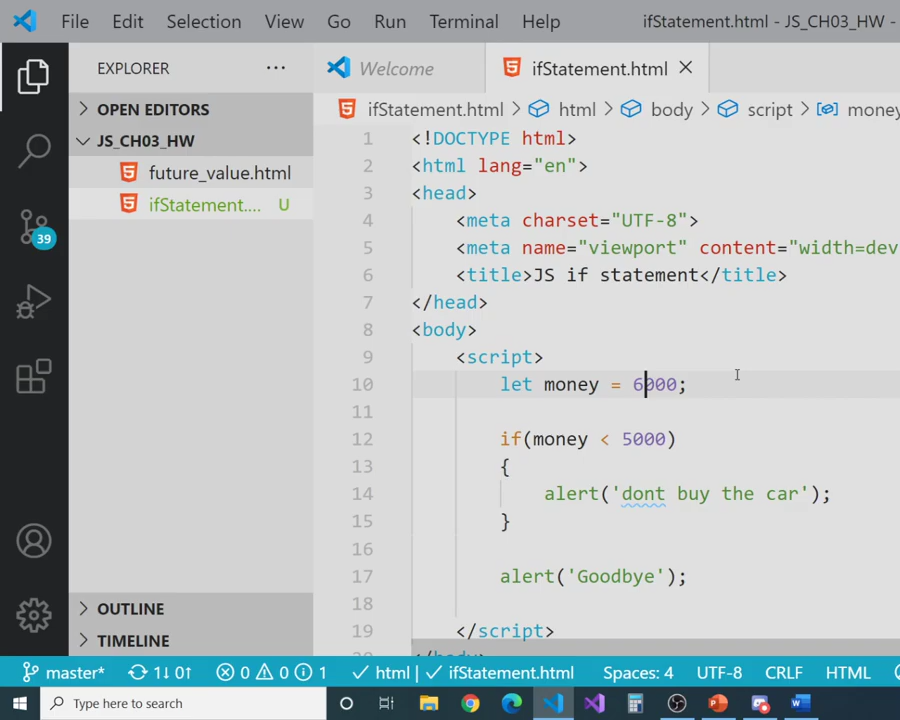 File Edit Selection View Go Run Terminal Help ifStatement.html - JS_CH03_HW -
EXPLORER ...
Welcome
ifStatement.html
OPEN EDITORS
JS_CH03_HW
future_value.html
ifStatement.... U
39
OUTLINE
TIMELINE
ifStatement.html > html > body > script > money
1 <!DOCTYPE html>
2 <html lang="en">
3 <head>
4 <meta charset="UTF-8">
5 <meta name="viewport" content="width=dev
6 <title>JS if statement</title>
7 </head>
8 <body>
9 <script>
10 let money = 6000;
11
12 if(money < 5000)
13 {
14 alert('dont buy the car');
15 }
16
17 alert('Goodbye');
18
19 </script>
master* 1↓ 0↑ 0 0 1 html | ifStatement.html Spaces: 4 UTF-8 CRLF HTML
Type here to search